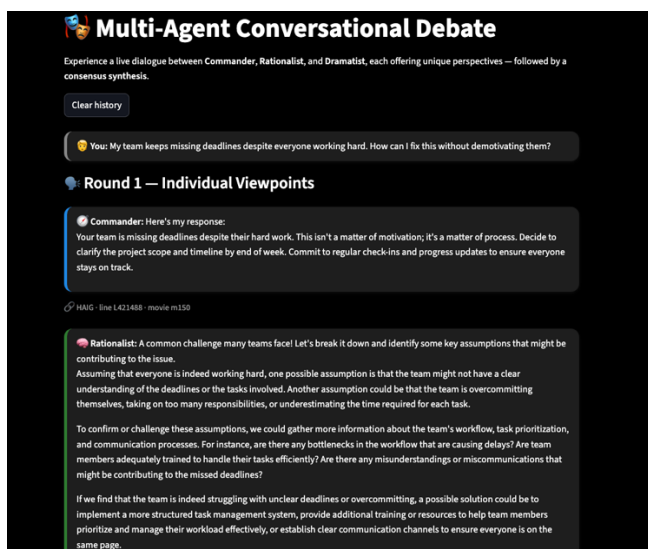 Multi-Agent Conversational Debate
Experience a live dialogue between Commander, Rationalist, and Dramatist, each offering unique perspectives — followed by a
consensus synthesis.
Clear history
You: My team keeps missing deadlines despite everyone working hard. How can I fix this without demotivating them?
Round 1 — Individual Viewpoints
Commander: Here's my response:
Your team is missing deadlines despite their hard work. This isn't a matter of motivation; it's a matter of process. Decide to
clarify the project scope and timeline by end of week. Commit to regular check-ins and progress updates to ensure everyone
stays on track.
HAIG · line L421488 · movie m150
Rationalist: A common challenge many teams face! Let's break it down and identify some key assumptions that might be
contributing to the issue.
Assuming that everyone is indeed working hard, one possible assumption is that the team might not have a clear
understanding of the deadlines or the tasks involved. Another assumption could be that the team is overcommitting
themselves, taking on too many responsibilities, or underestimating the time required for each task.
To confirm or challenge these assumptions, we could gather more information about the team's workflow, task prioritization,
and communication processes. For instance, are there any bottlenecks in the workflow that are causing delays? Are team
members adequately trained to handle their tasks efficiently? Are there any misunderstandings or miscommunications that
might be contributing to the missed deadlines?
If we find that the team is indeed struggling with unclear deadlines or overcommitting, a possible solution could be to
implement a more structured task management system, provide additional training or resources to help team members
prioritize and manage their workload effectively, or establish clear communication channels to ensure everyone is on the
same page.